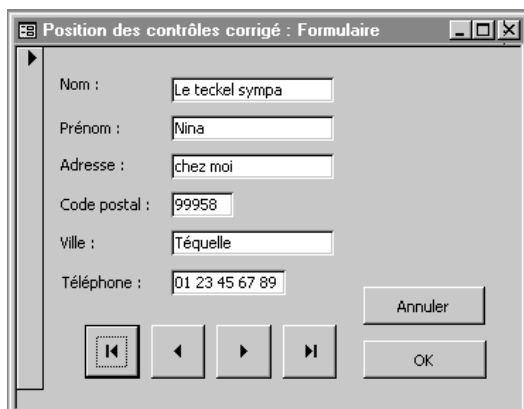 Position des contrôles corrigé : Formulaire
Nom : Le teckel sympa
Prénom : Nina
Adresse : chez moi
Code postal : 99958
Ville : Téquelle
Téléphone : 01 23 45 67 89
Annuler
OK